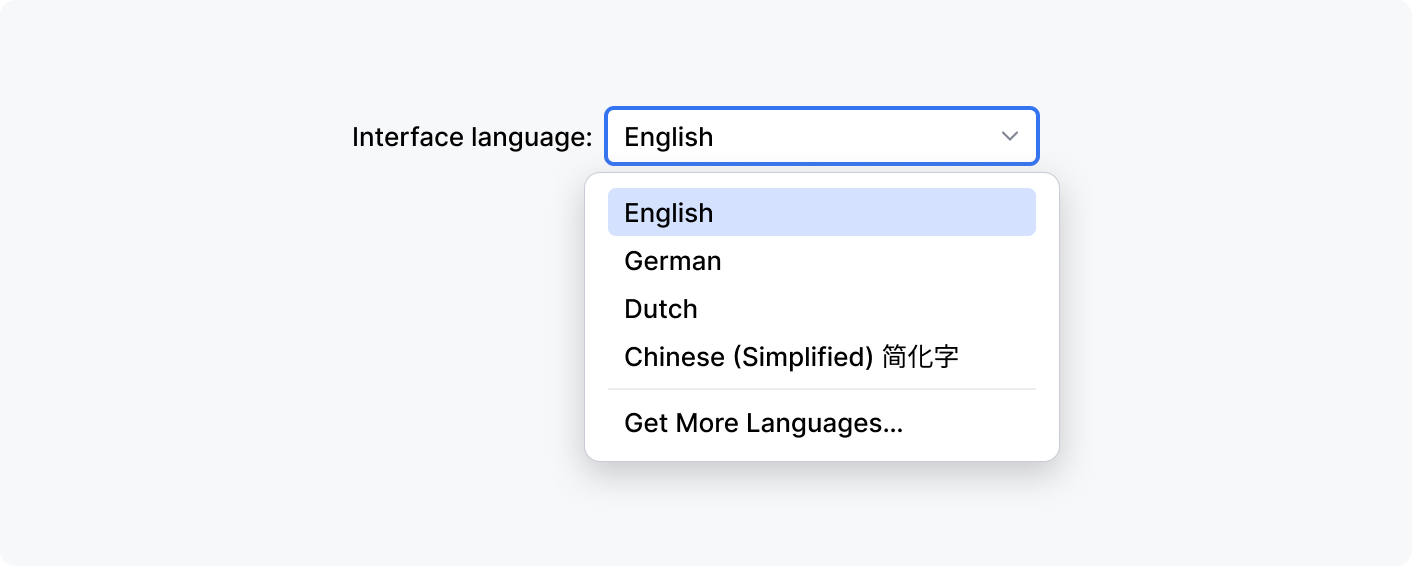 Interface language: English
English
German
Dutch
Chinese (Simplified) 简化字
Get More Languages...